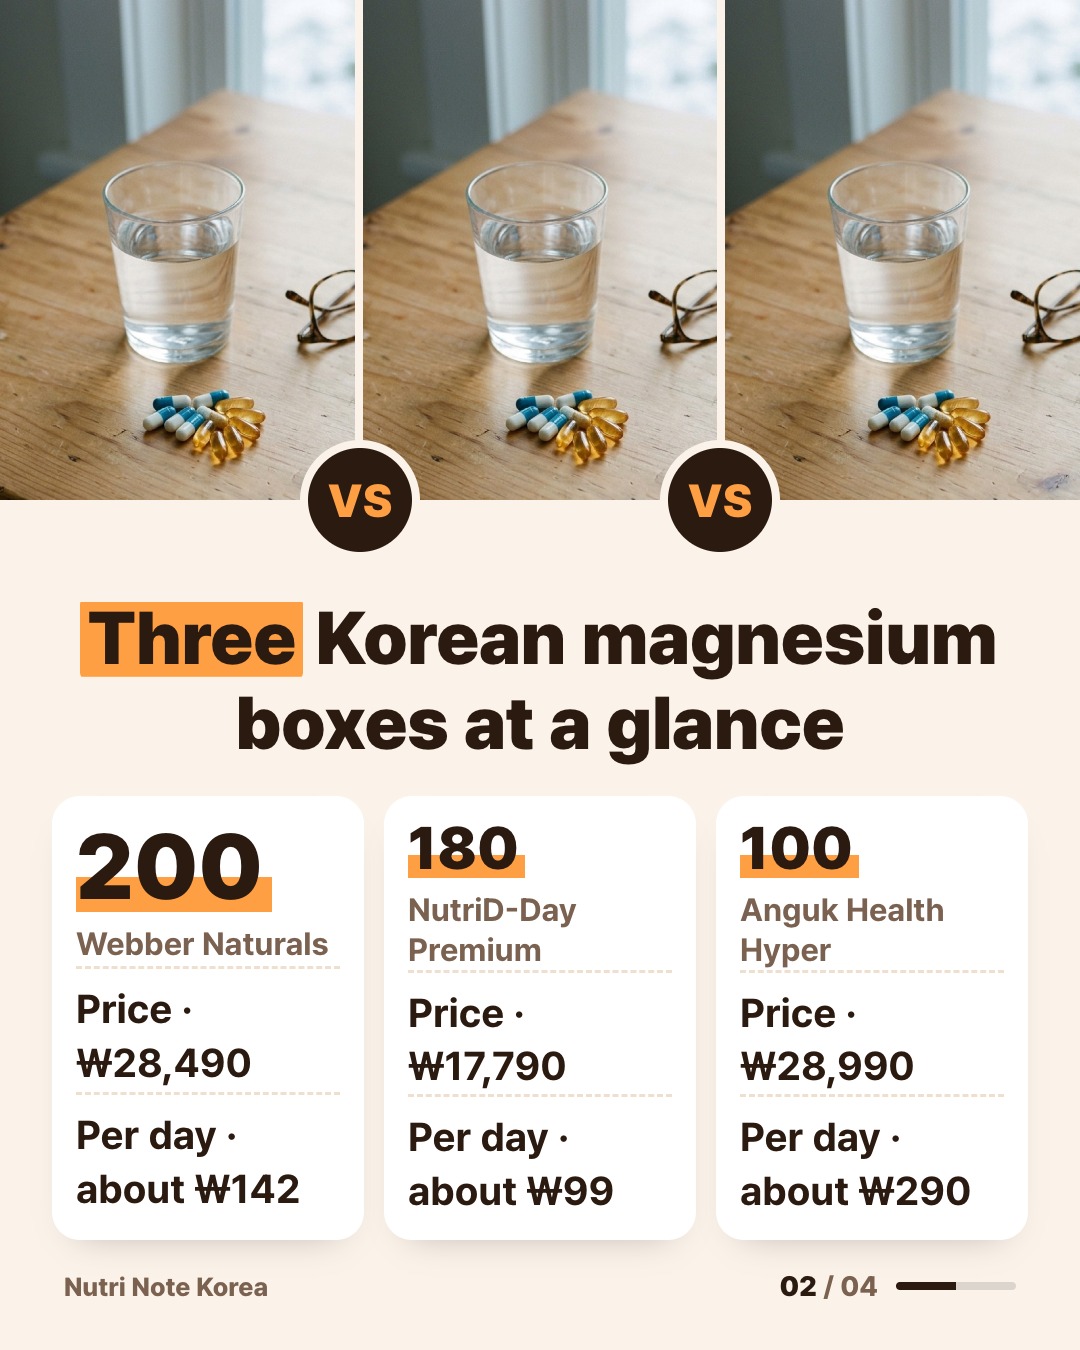 VS
VS
Three Korean magnesium
boxes at a glance
200
Webber Naturals
Price ·
₩28,490
Per day ·
about ₩142
180
NutriD-Day
Premium
Price ·
₩17,790
Per day ·
about ₩99
100
Anguk Health
Hyper
Price ·
₩28,990
Per day ·
about ₩290
Nutri Note Korea
02 / 04